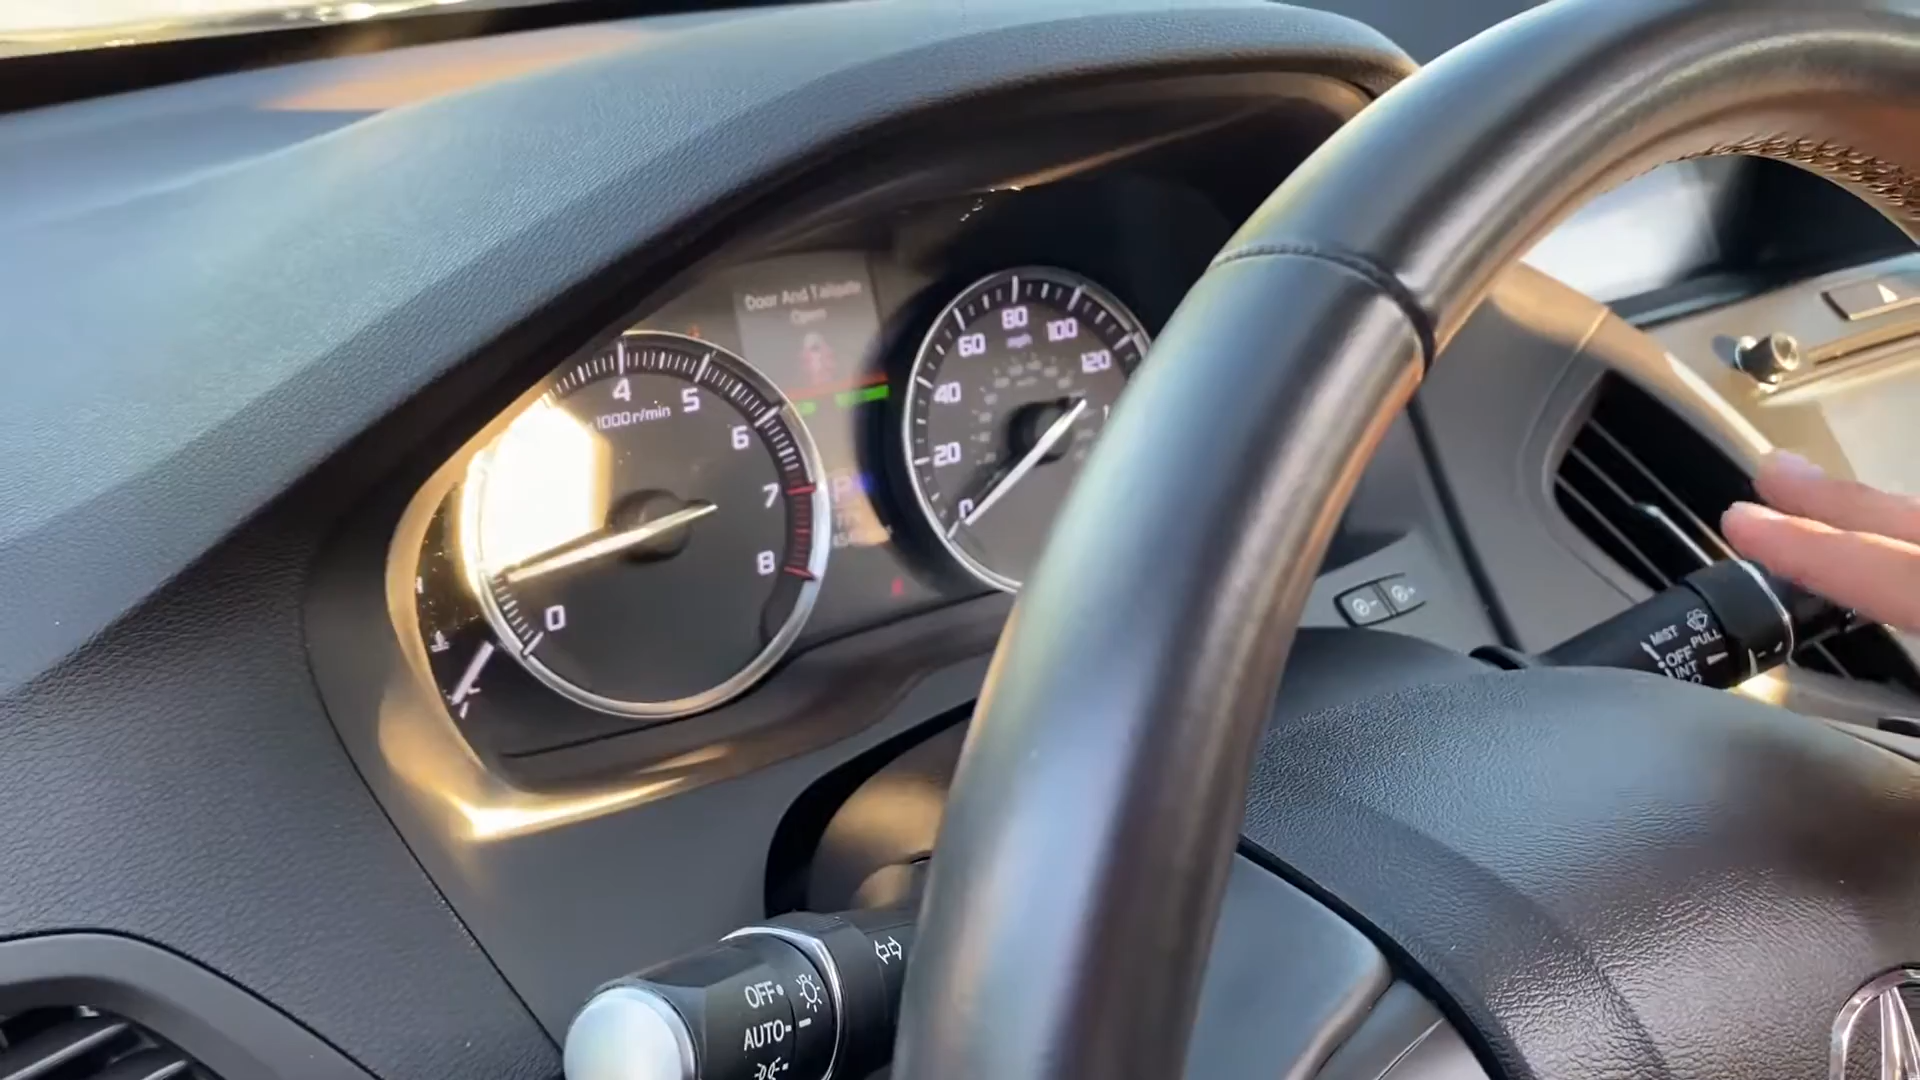 Door And Tailgate
Open
4
5
6
7
8
0
×1000r/min
0
20
40
60
80
100
120
mph
P
MIST
PULL
OFF
INT
OFF
AUTO